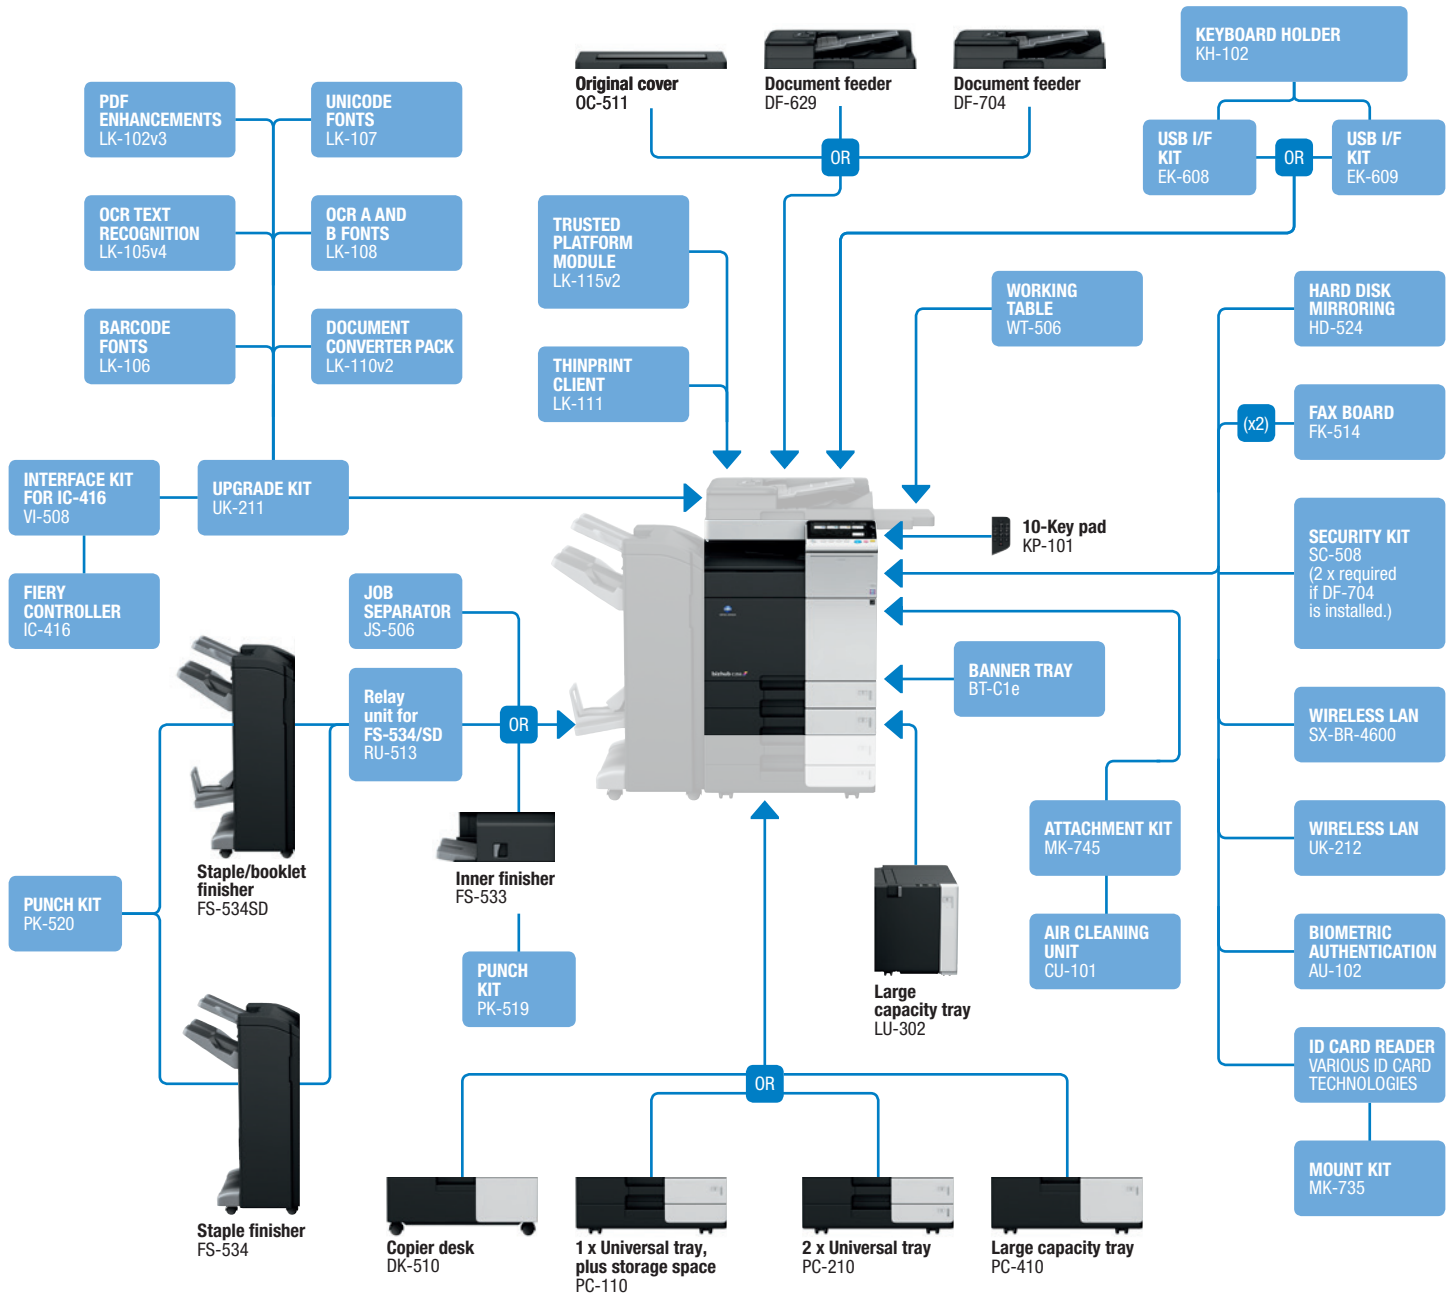 KEYBOARD HOLDER
KH-102
Original cover
OC-511
Document feeder
DF-629
Document feeder
DF-704
PDF
ENHANCEMENTS
LK-102v3
UNICODE
FONTS
LK-107
USB I/F
KIT
EK-608
OR
USB I/F
KIT
EK-609
OR
OCR TEXT
RECOGNITION
LK-105v4
OCR A AND
B FONTS
LK-108
TRUSTED
PLATFORM
MODULE
LK-115v2
WORKING
TABLE
WT-506
HARD DISK
MIRRORING
HD-524
BARCODE
FONTS
LK-106
DOCUMENT
CONVERTER PACK
LK-110v2
THINPRINT
CLIENT
LK-111
(x2)
FAX BOARD
FK-514
INTERFACE KIT
FOR IC-416
VI-508
UPGRADE KIT
UK-211
10-Key pad
KP-101
SECURITY KIT
SC-508
(2 x required
if DF-704
is installed.)
FIERY
CONTROLLER
IC-416
JOB
SEPARATOR
JS-506
BANNER TRAY
BT-C1e
Relay
unit for
FS-534/SD
RU-513
OR
WIRELESS LAN
SX-BR-4600
ATTACHMENT KIT
MK-745
WIRELESS LAN
UK-212
Staple/booklet
finisher
FS-534SD
Inner finisher
FS-533
PUNCH KIT
PK-520
AIR CLEANING
UNIT
CU-101
BIOMETRIC
AUTHENTICATION
AU-102
PUNCH
KIT
PK-519
Large
capacity tray
LU-302
ID CARD READER
VARIOUS ID CARD
TECHNOLOGIES
OR
MOUNT KIT
MK-735
Staple finisher
FS-534
Copier desk
DK-510
1 x Universal tray,
plus storage space
PC-110
2 x Universal tray
PC-210
Large capacity tray
PC-410